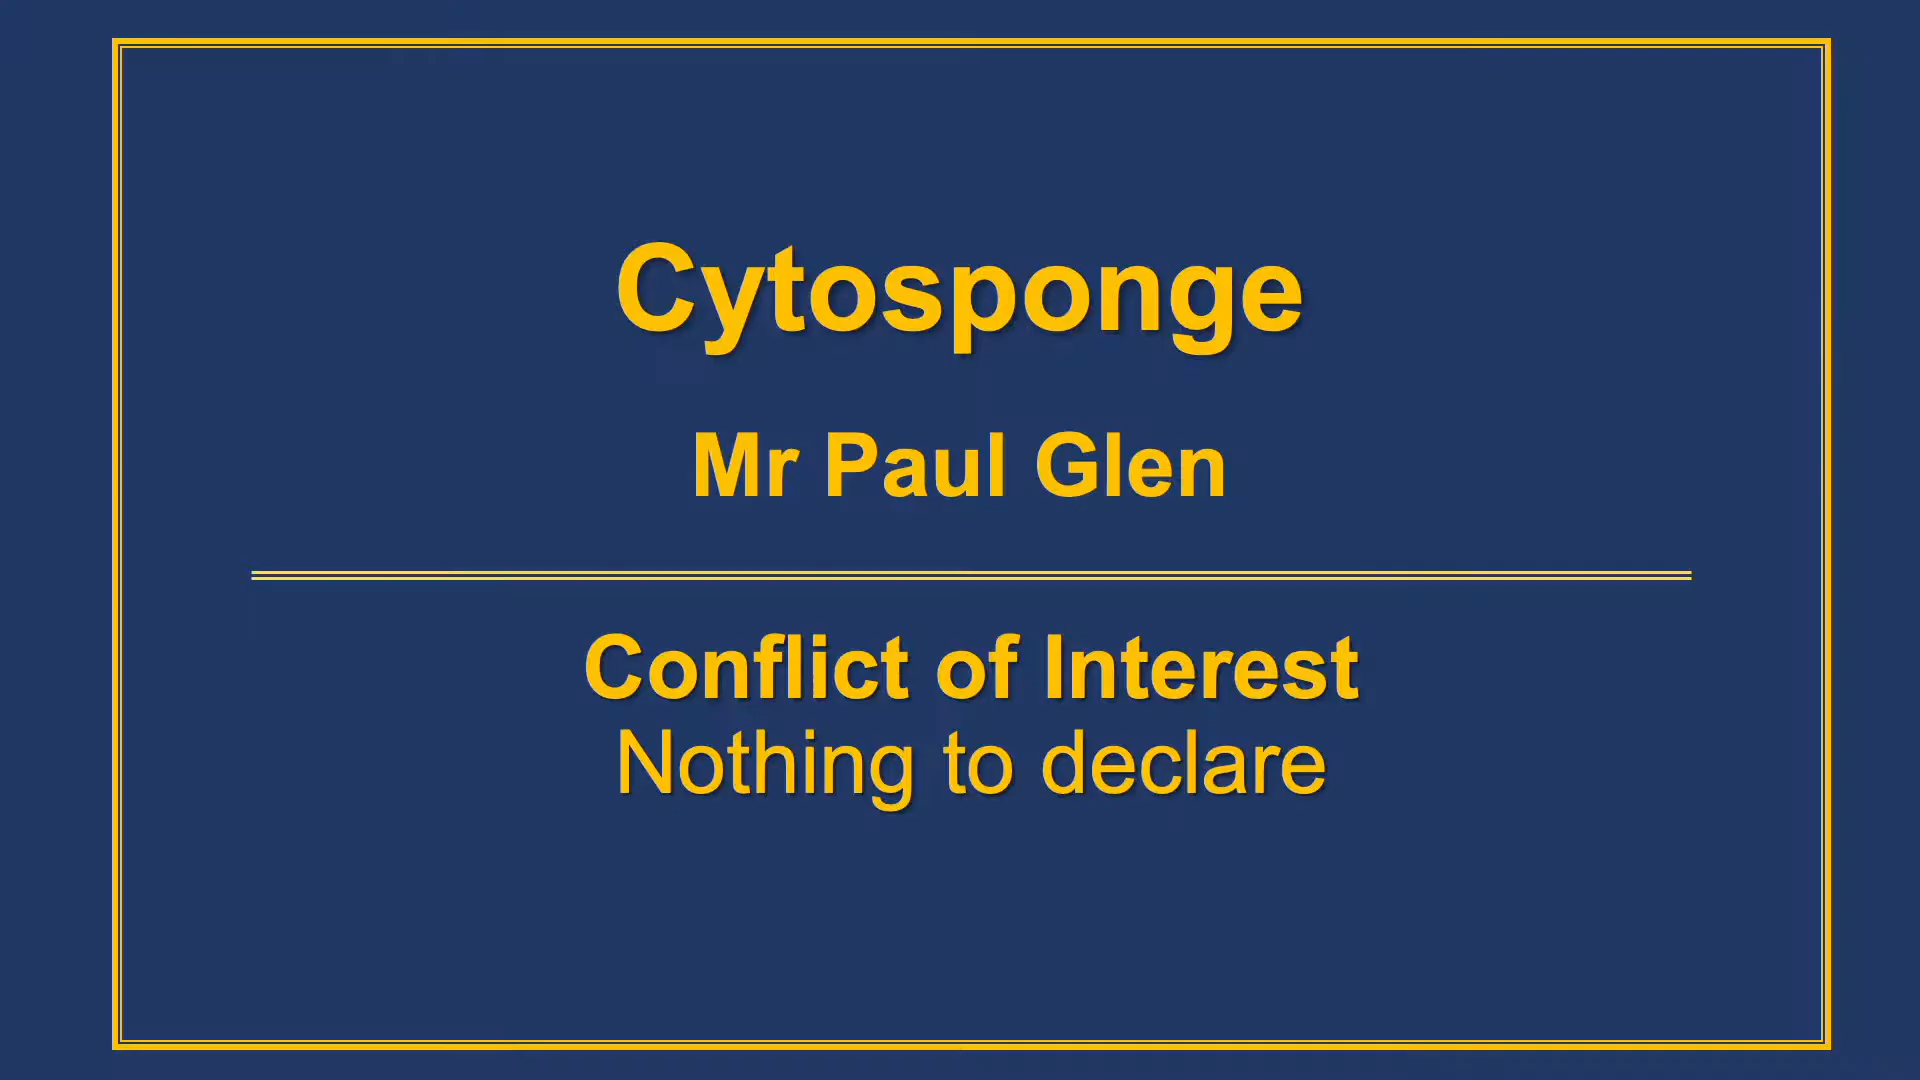 Cytosponge
Mr Paul Glen
Conflict of Interest
Nothing to declare